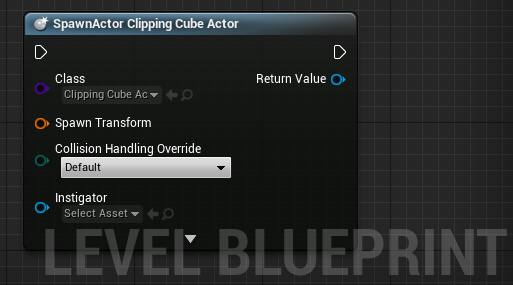 SpawnActor Clipping Cube Actor
Class
Clipping Cube Ac
Return Value
Spawn Transform
Collision Handling Override
Default
Instigator
Select Asset
LEVEL BLUEPRINT